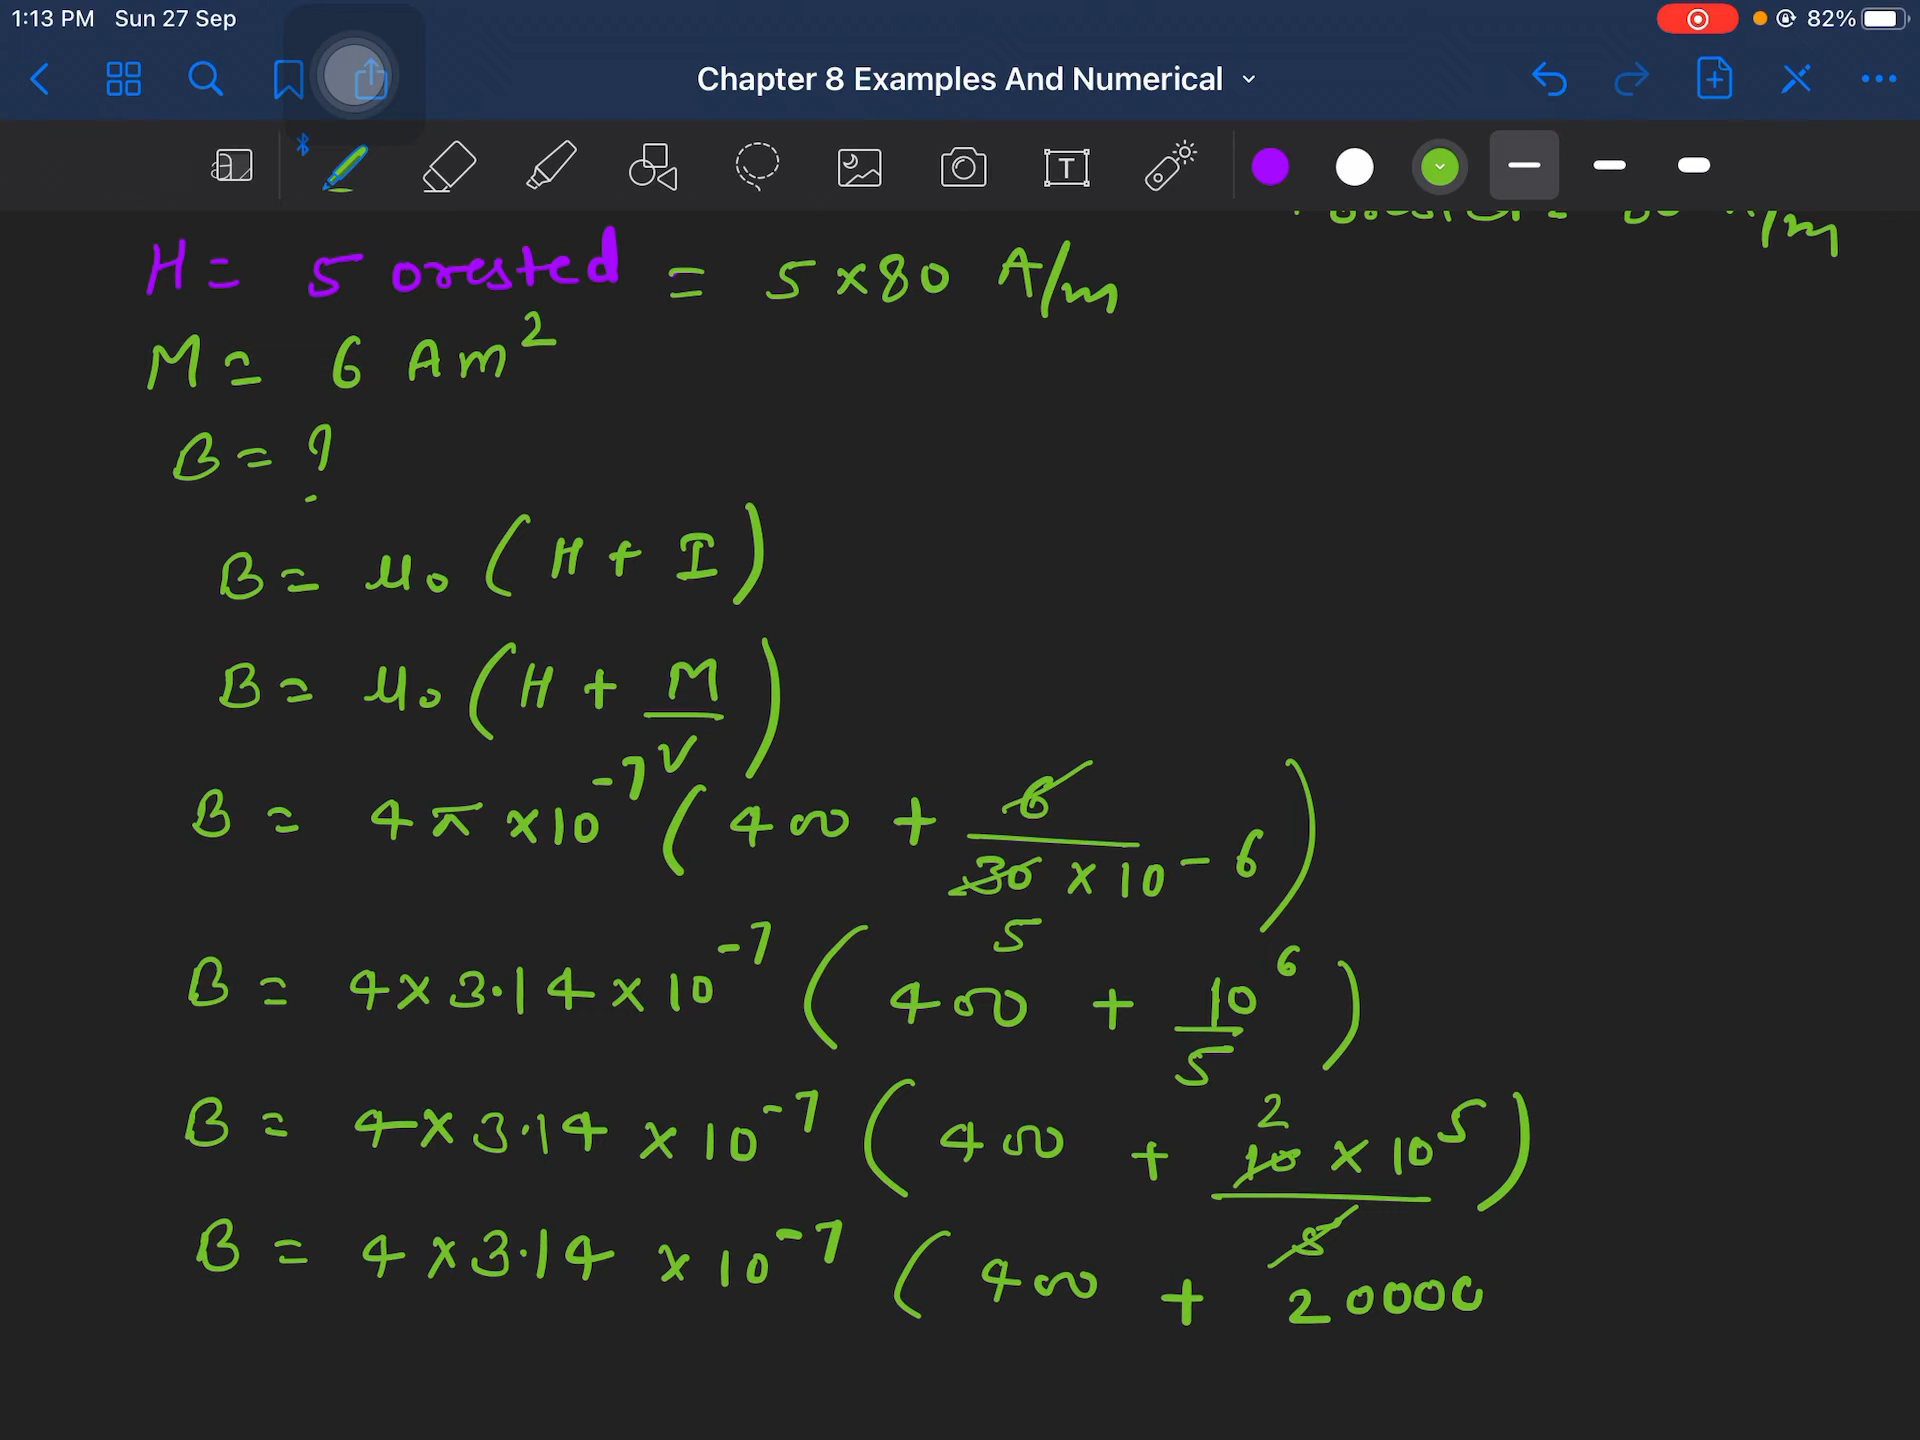 1:13 PM Sun 27 Sep 82%
Chapter 8 Examples And Numerical
T
A/m
H = 5 orested = 5 × 80 A/m
M = 6 Am²
B = ?
B = μ₀ (H + I)
B = μ₀ (H + M/V)
B = 4π × 10⁻⁷ (400 + 6/30 × 10 - 6)
5
B = 4 × 3.14 × 10⁻⁷ (400 + 10⁶/5)
B = 4 × 3.14 × 10⁻⁷ (400 + 10 × 10⁵/5)
2
B = 4 × 3.14 × 10⁻⁷ (400 + 200000